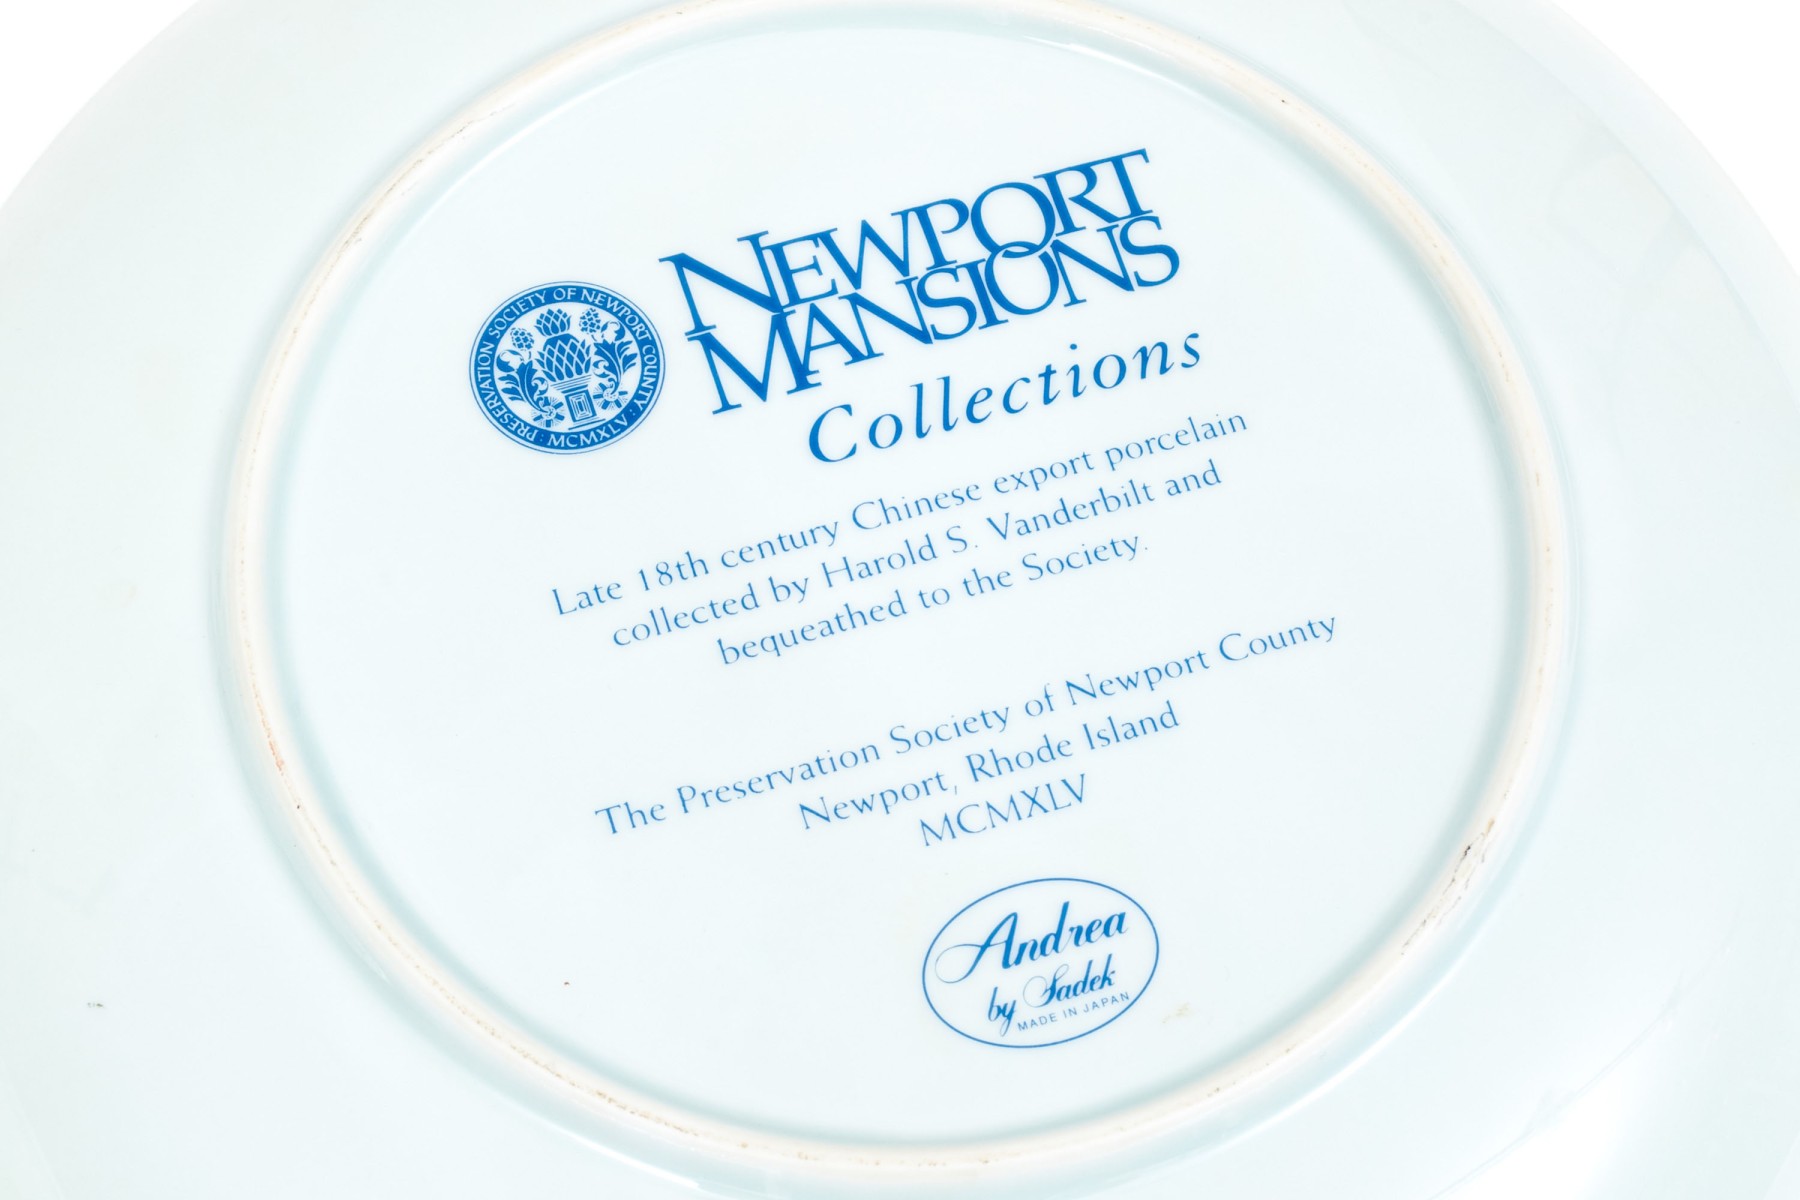 PRESERVATION SOCIETY OF NEWPORT COUNTY : MCMXLV :
NEWPORT
MANSIONS
Collections
Late 18th century Chinese export porcelain
collected by Harold S. Vanderbilt and
bequeathed to the Society.
The Preservation Society of Newport County
Newport, Rhode Island
MCMXLV
Andrea
by Sadek
MADE IN JAPAN